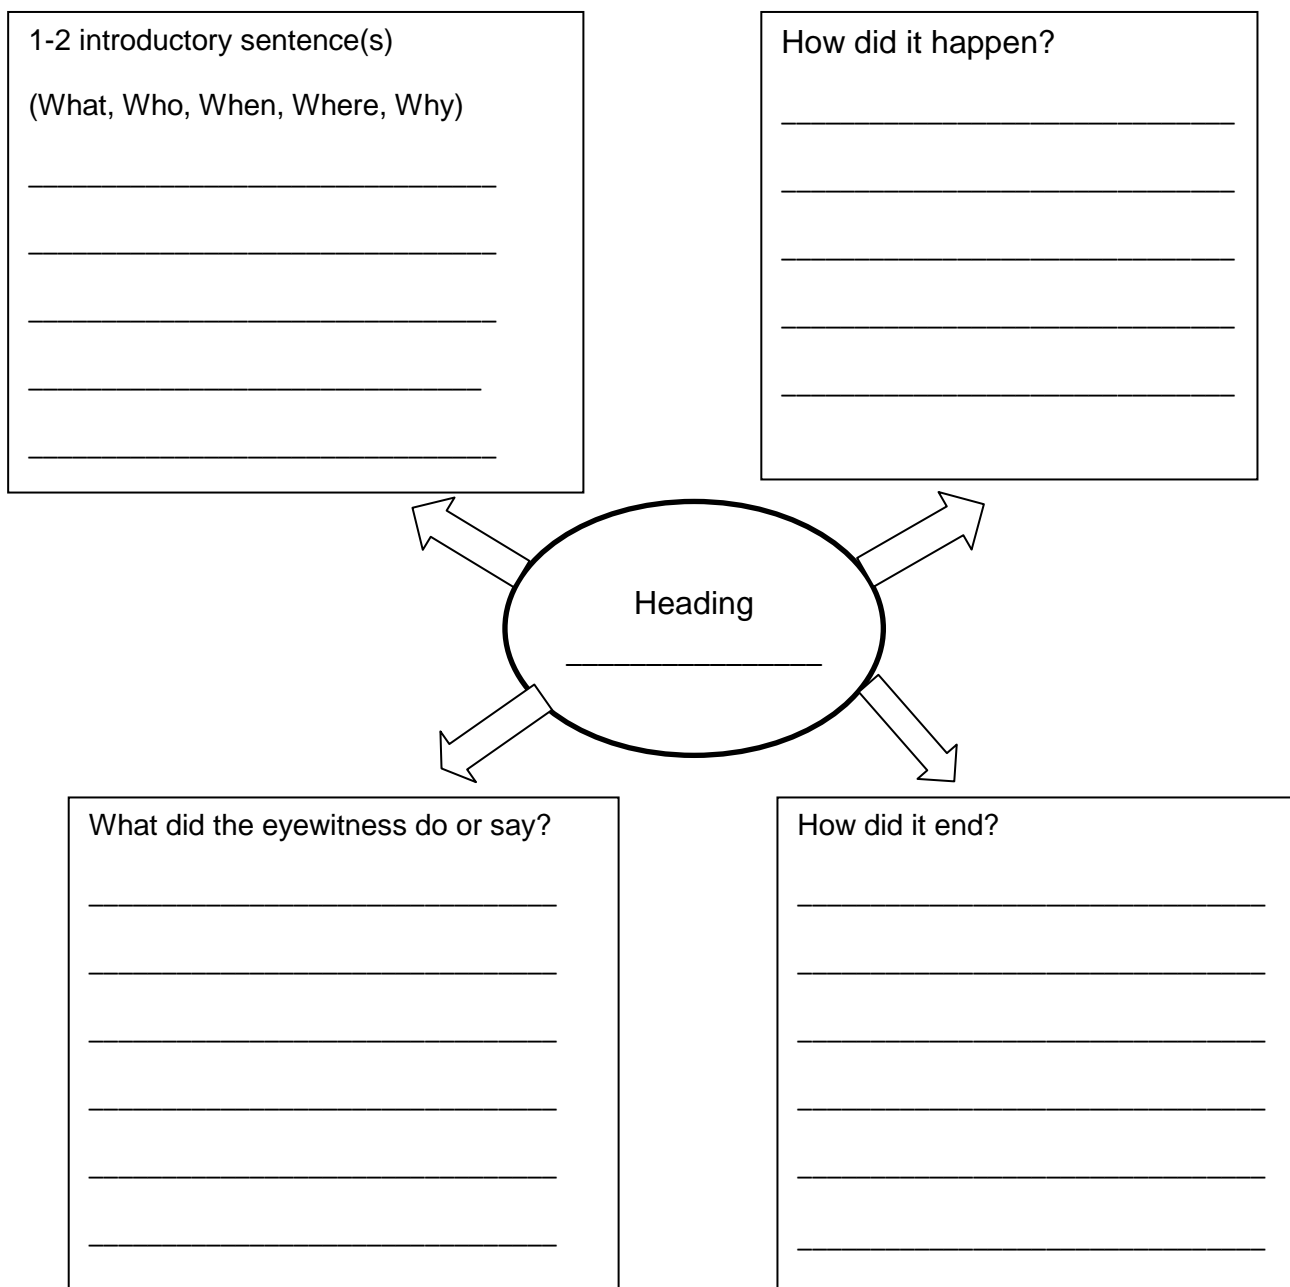 1-2 introductory sentence(s)
(What, Who, When, Where, Why)
How did it happen?
Heading
What did the eyewitness do or say?
How did it end?